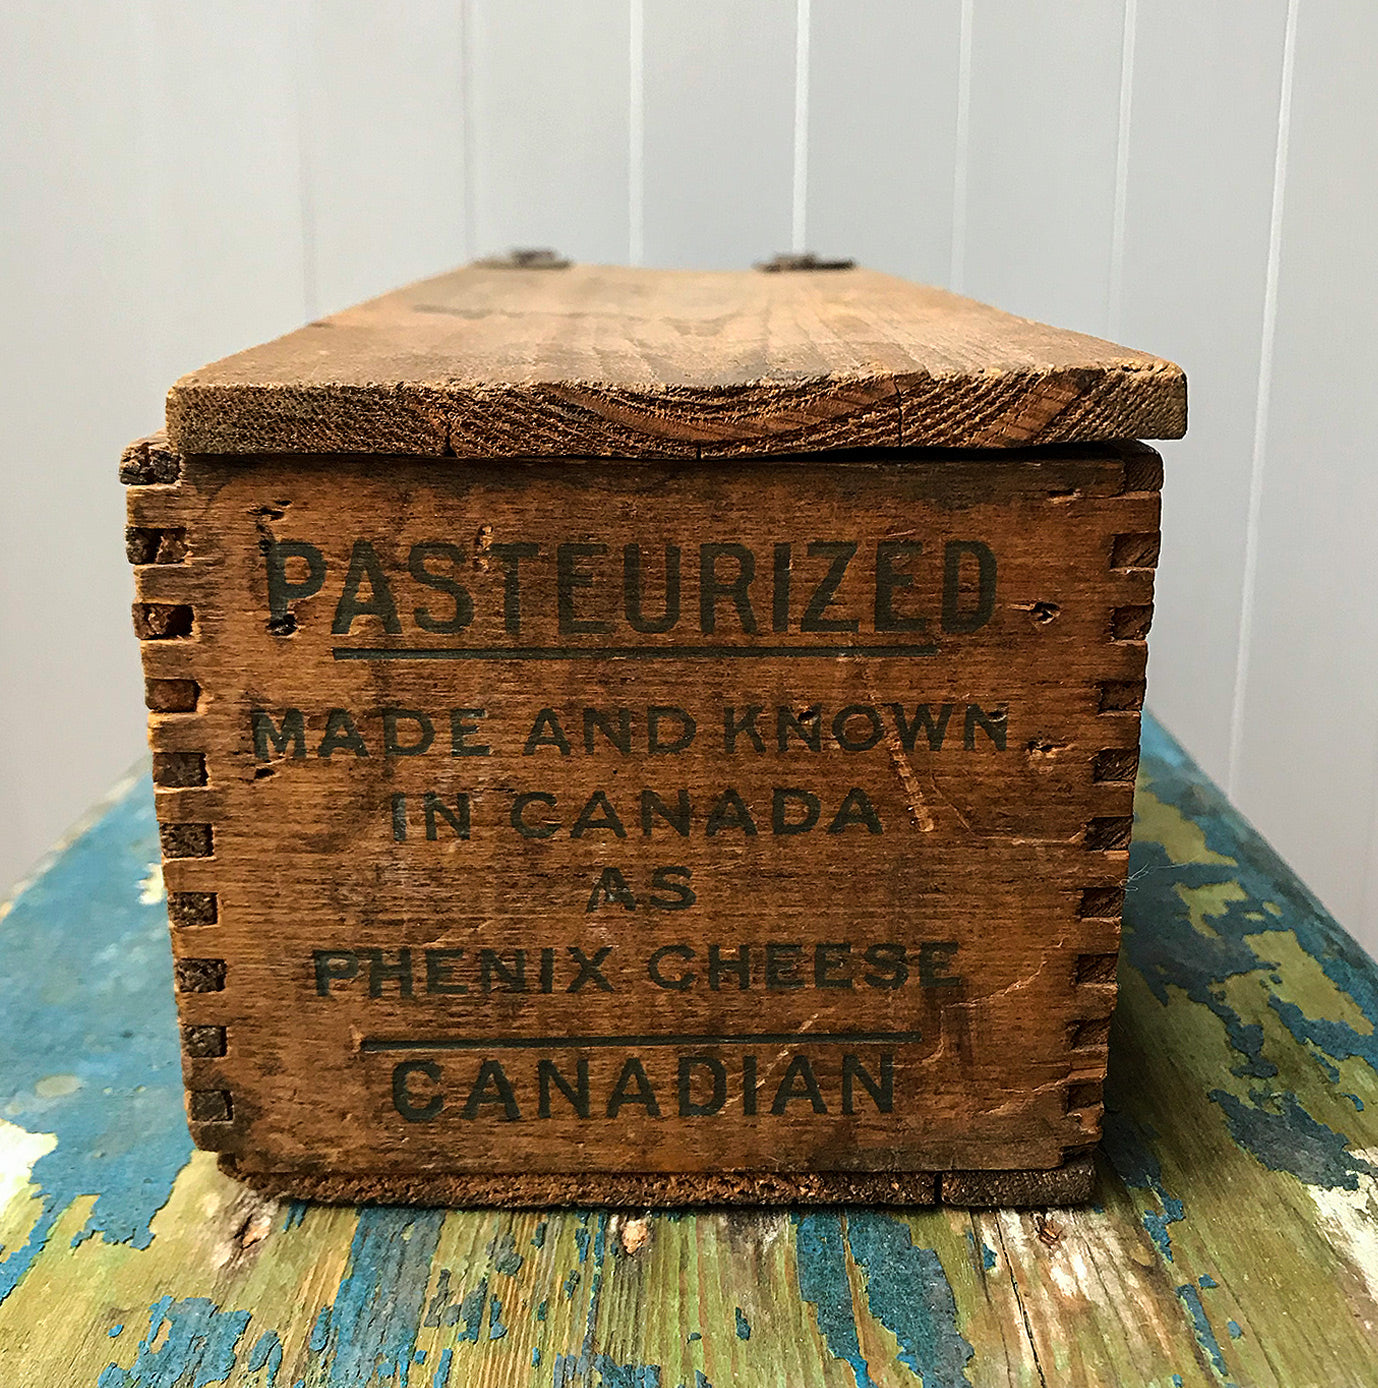 PASTEURIZED
MADE AND KNOWN
IN CANADA
AS
PHENIX CHEESE
CANADIAN